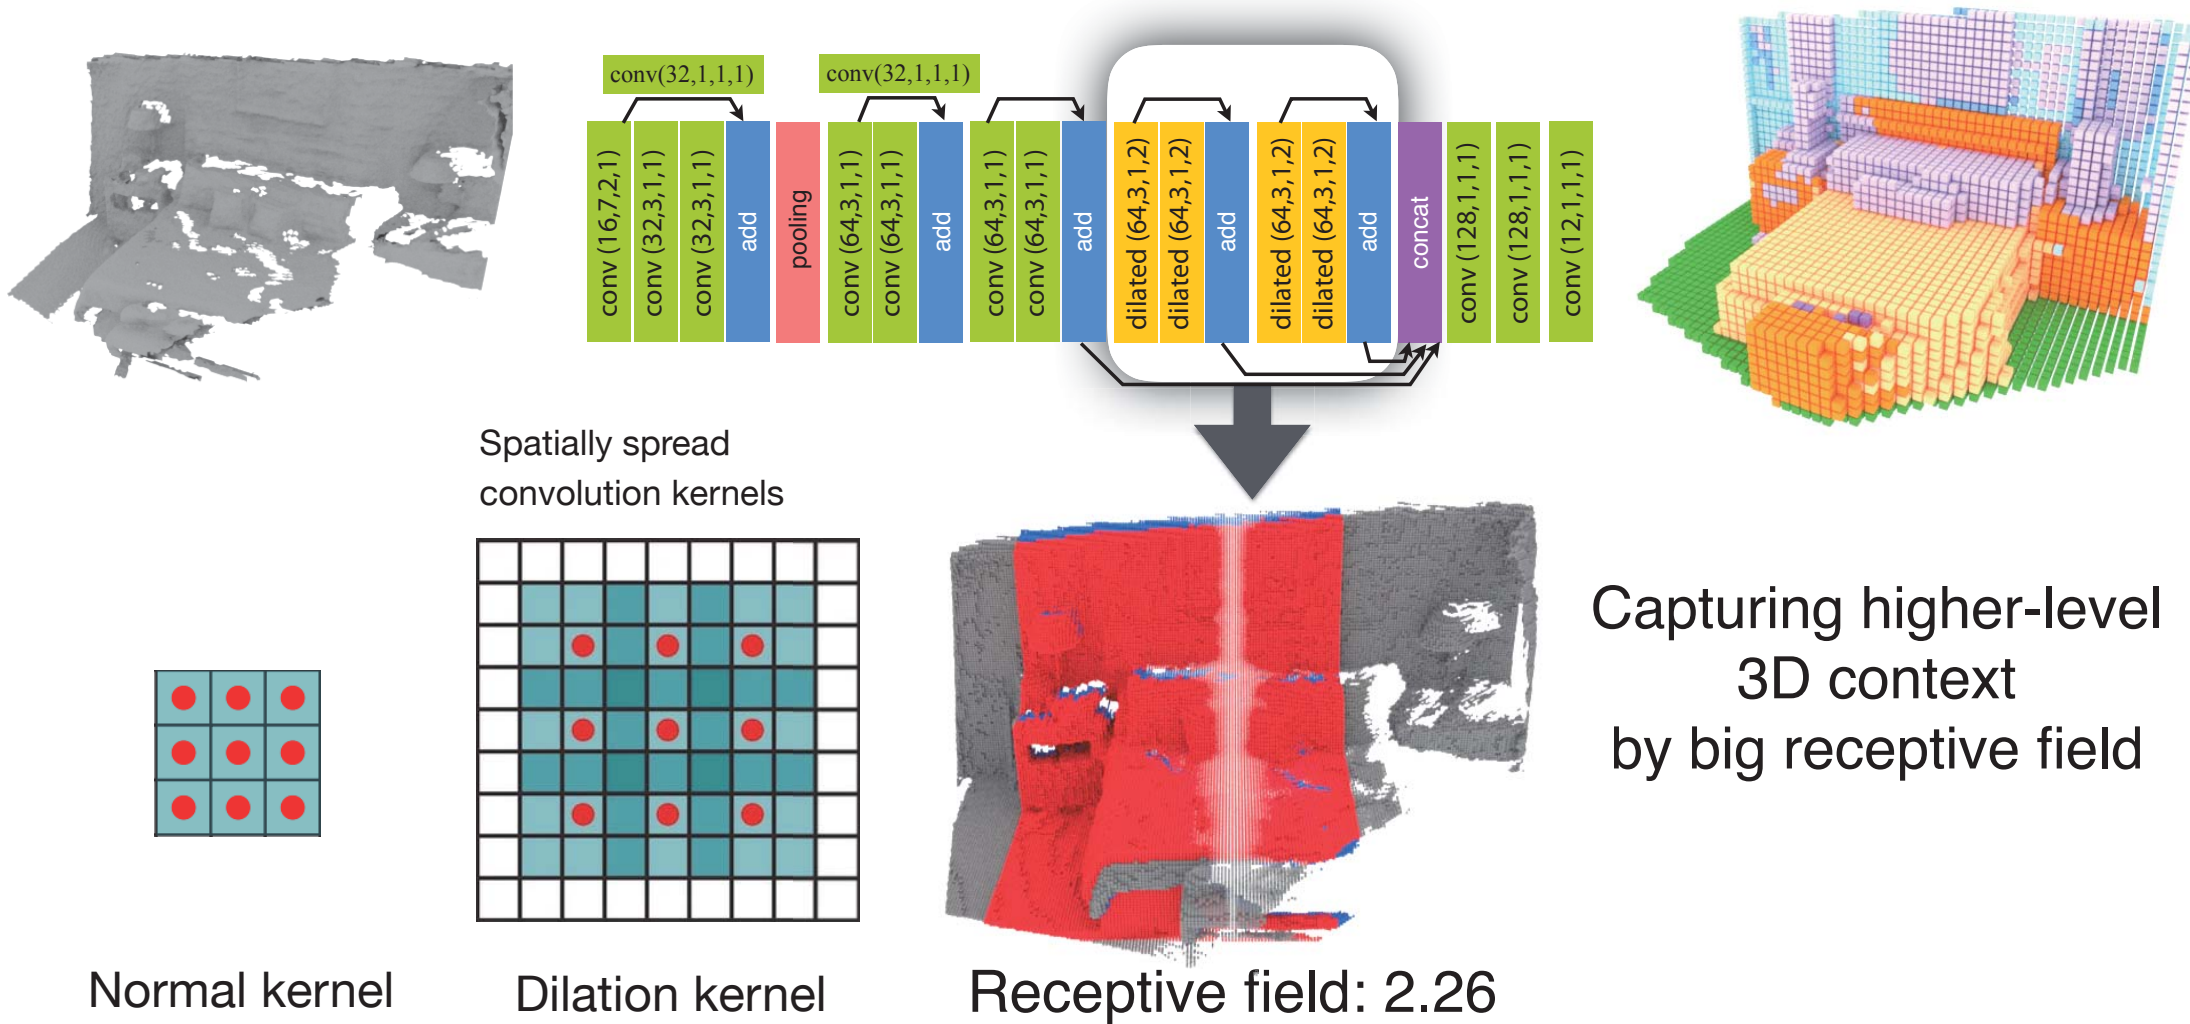 conv(32,1,1,1)
conv(32,1,1,1)
conv (16,7,2,1)
conv (32,3,1,1)
conv (32,3,1,1)
add
pooling
conv (64,3,1,1)
conv (64,3,1,1)
add
conv (64,3,1,1)
conv (64,3,1,1)
add
dilated (64,3,1,2)
dilated (64,3,1,2)
add
dilated (64,3,1,2)
dilated (64,3,1,2)
add
concat
conv (128,1,1,1)
conv (128,1,1,1)
conv (12,1,1,1)
Spatially spread
convolution kernels
Capturing higher-level
3D context
by big receptive field
Normal kernel
Dilation kernel
Receptive field: 2.26